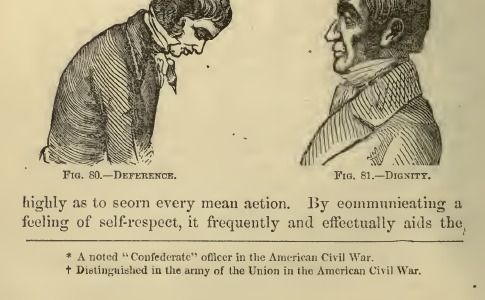 FIG. 80.—DEFERENCE.
FIG. 81.—DIGNITY.
highly as to scorn every mean action. By communicating a
feeling of self-respect, it frequently and effectually aids the
* A noted "Confederate" officer in the American Civil War.
† Distinguished in the army of the Union in the American Civil War.